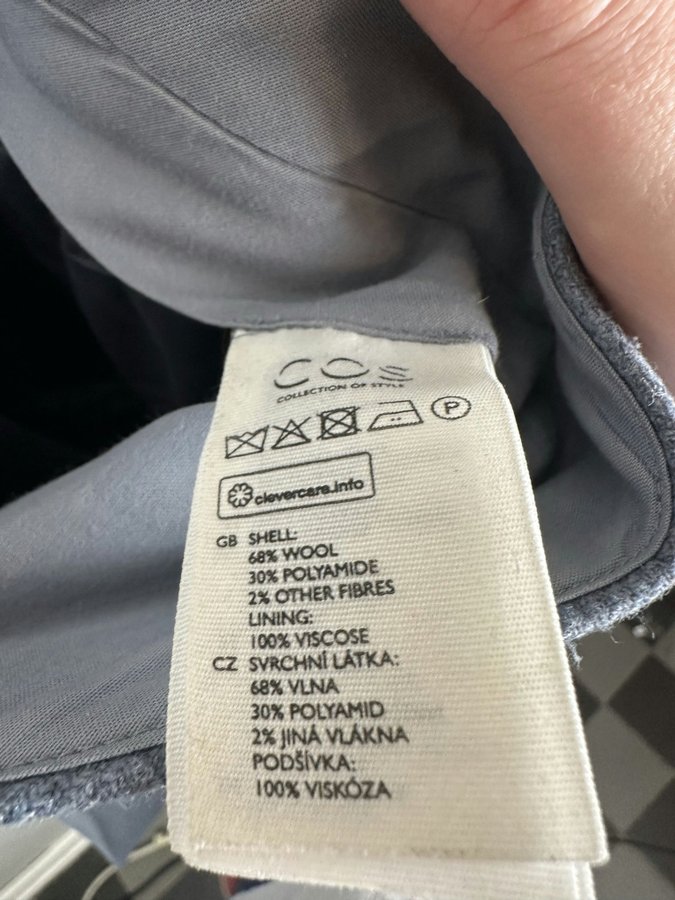 COS
COLLECTION OF STYLE
P
clevercare.info
GB SHELL:
68% WOOL
30% POLYAMIDE
2% OTHER FIBRES
LINING:
100% VISCOSE
CZ SVRCHNÍ LÁTKA:
68% VLNA
30% POLYAMID
2% JINÁ VLÁKNA
PODŠÍVKA:
100% VISKÓZA